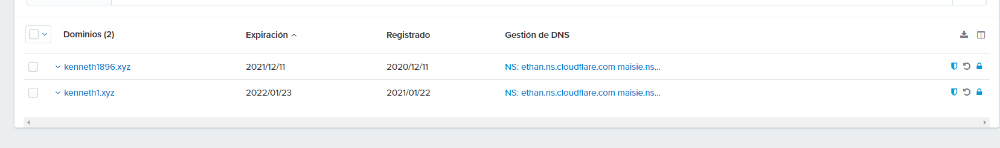 Dominios (2) Expiración Registrado Gestión de DNS
kenneth1896.xyz 2021/12/11 2020/12/11 NS: ethan.ns.cloudflare.com maisie.ns...
kenneth1.xyz 2022/01/23 2021/01/22 NS: ethan.ns.cloudflare.com maisie.ns...